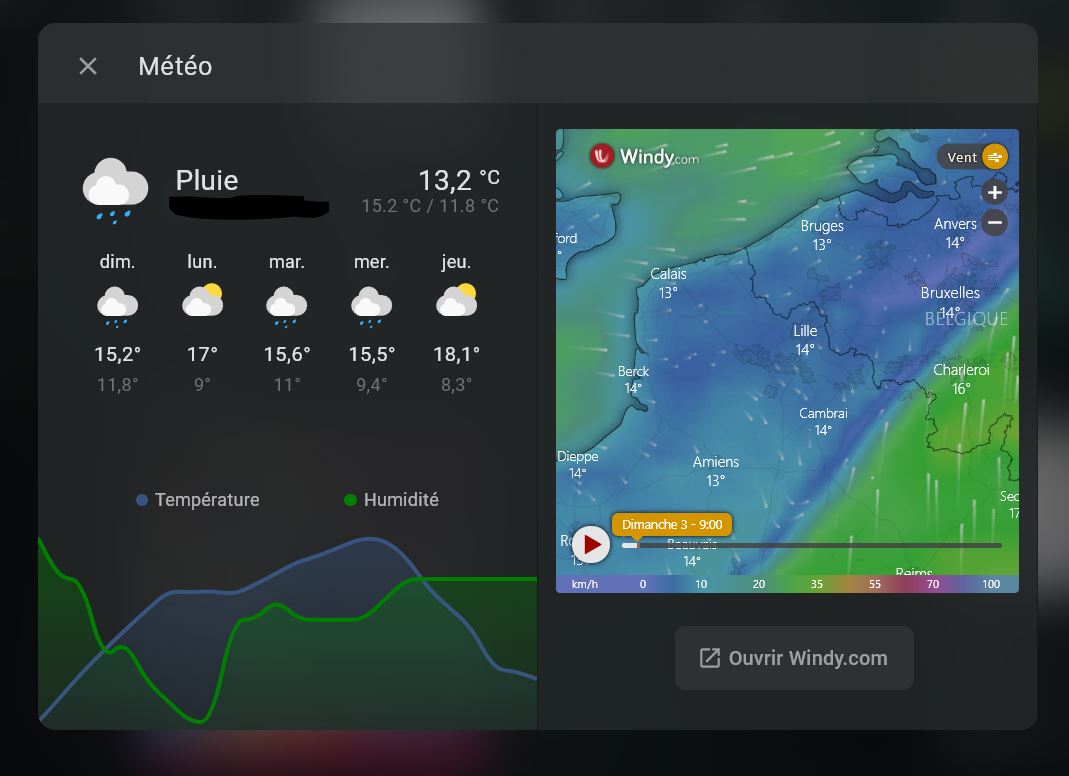 Météo
Pluie
13,2 °C
15.2 °C / 11.8 °C
dim. lun. mar. mer. jeu.
15,2° 17° 15,6° 15,5° 18,1°
11,8° 9° 11° 9,4° 8,3°
Température Humidité
Windy.com
Vent
+
−
ford
°
Bruges
13°
Anvers
14°
Calais
13°
Bruxelles
14°
BELGIQUE
Lille
14°
Berck
14°
Charleroi
16°
Cambrai
14°
Dieppe
14°
Amiens
13°
Sec
17
Dimanche 3 - 9:00
Ro
13°
Beauvais
14°
Reims
km/h 0 10 20 35 55 70 100
Ouvrir Windy.com